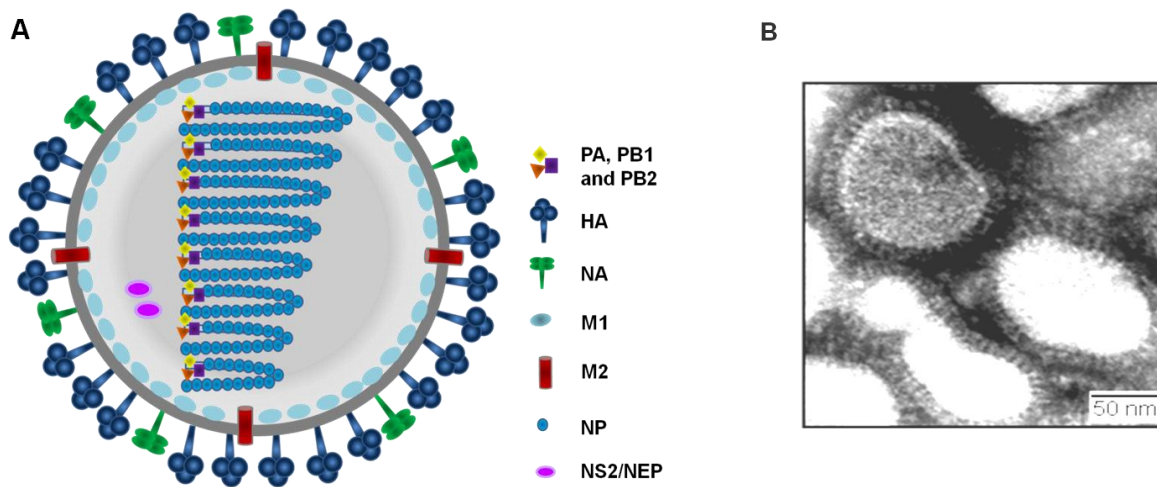 A
B
PA, PB1
and PB2
HA
NA
M1
M2
NP
NS2/NEP
50 nm